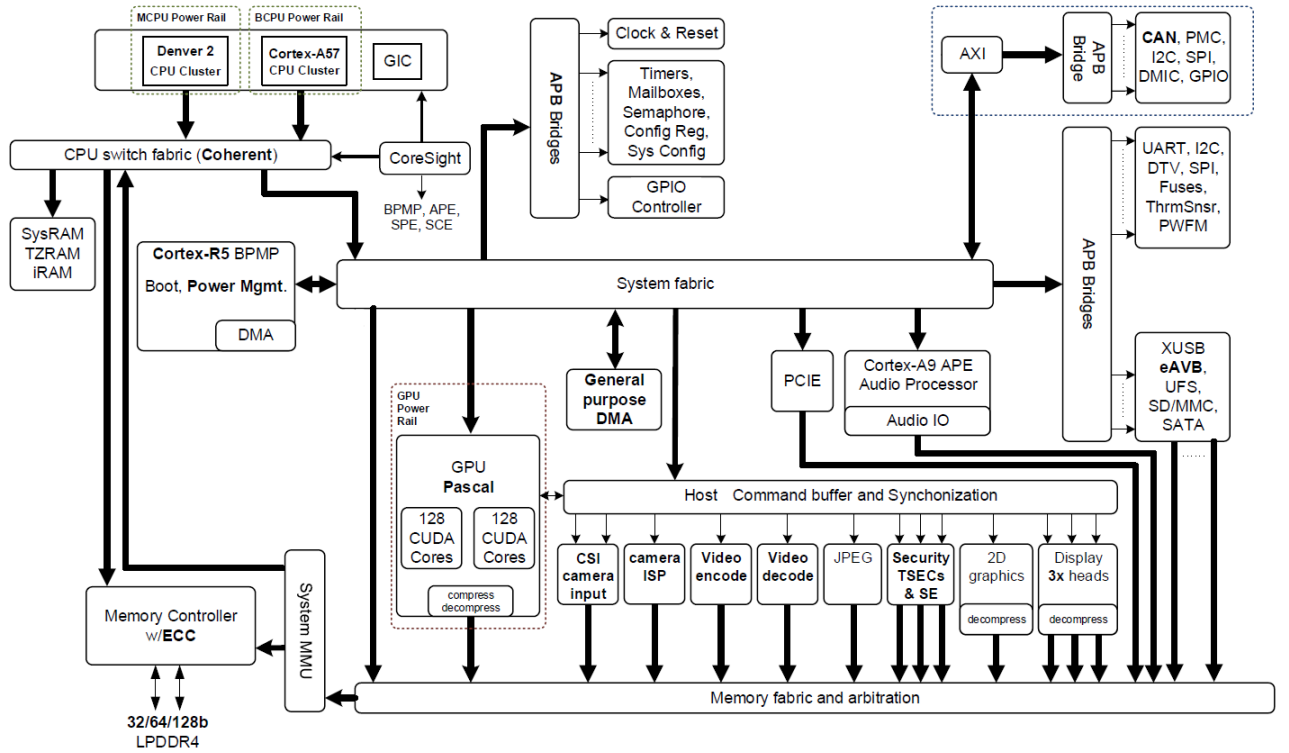 MCPU Power Rail
BCPU Power Rail
Denver 2
CPU Cluster
Cortex-A57
CPU Cluster
GIC
CPU switch fabric (Coherent)
CoreSight
BPMP, APE,
SPE, SCE
SysRAM
TZRAM
iRAM
Cortex-R5 BPMP
Boot, Power Mgmt.
DMA
APB Bridges
Clock & Reset
Timers,
Mailboxes,
Semaphore,
Config Reg,
Sys Config
GPIO
Controller
AXI
APB
Bridge
CAN, PMC,
I2C, SPI,
DMIC, GPIO
APB Bridges
UART, I2C,
DTV, SPI,
Fuses,
ThrmSnsr,
PWFM
XUSB
eAVB,
UFS,
SD/MMC,
SATA
System fabric
General
purpose
DMA
PCIE
Cortex-A9 APE
Audio Processor
Audio IO
GPU
Power
Rail
GPU
Pascal
128
CUDA
Cores
128
CUDA
Cores
compress
decompress
Host Command buffer and Synchonization
CSI
camera
input
camera
ISP
Video
encode
Video
decode
JPEG
Security
TSECs
& SE
2D
graphics
decompress
Display
3x heads
decompress
System MMU
Memory Controller
w/ECC
32/64/128b
LPDDR4
Memory fabric and arbitration